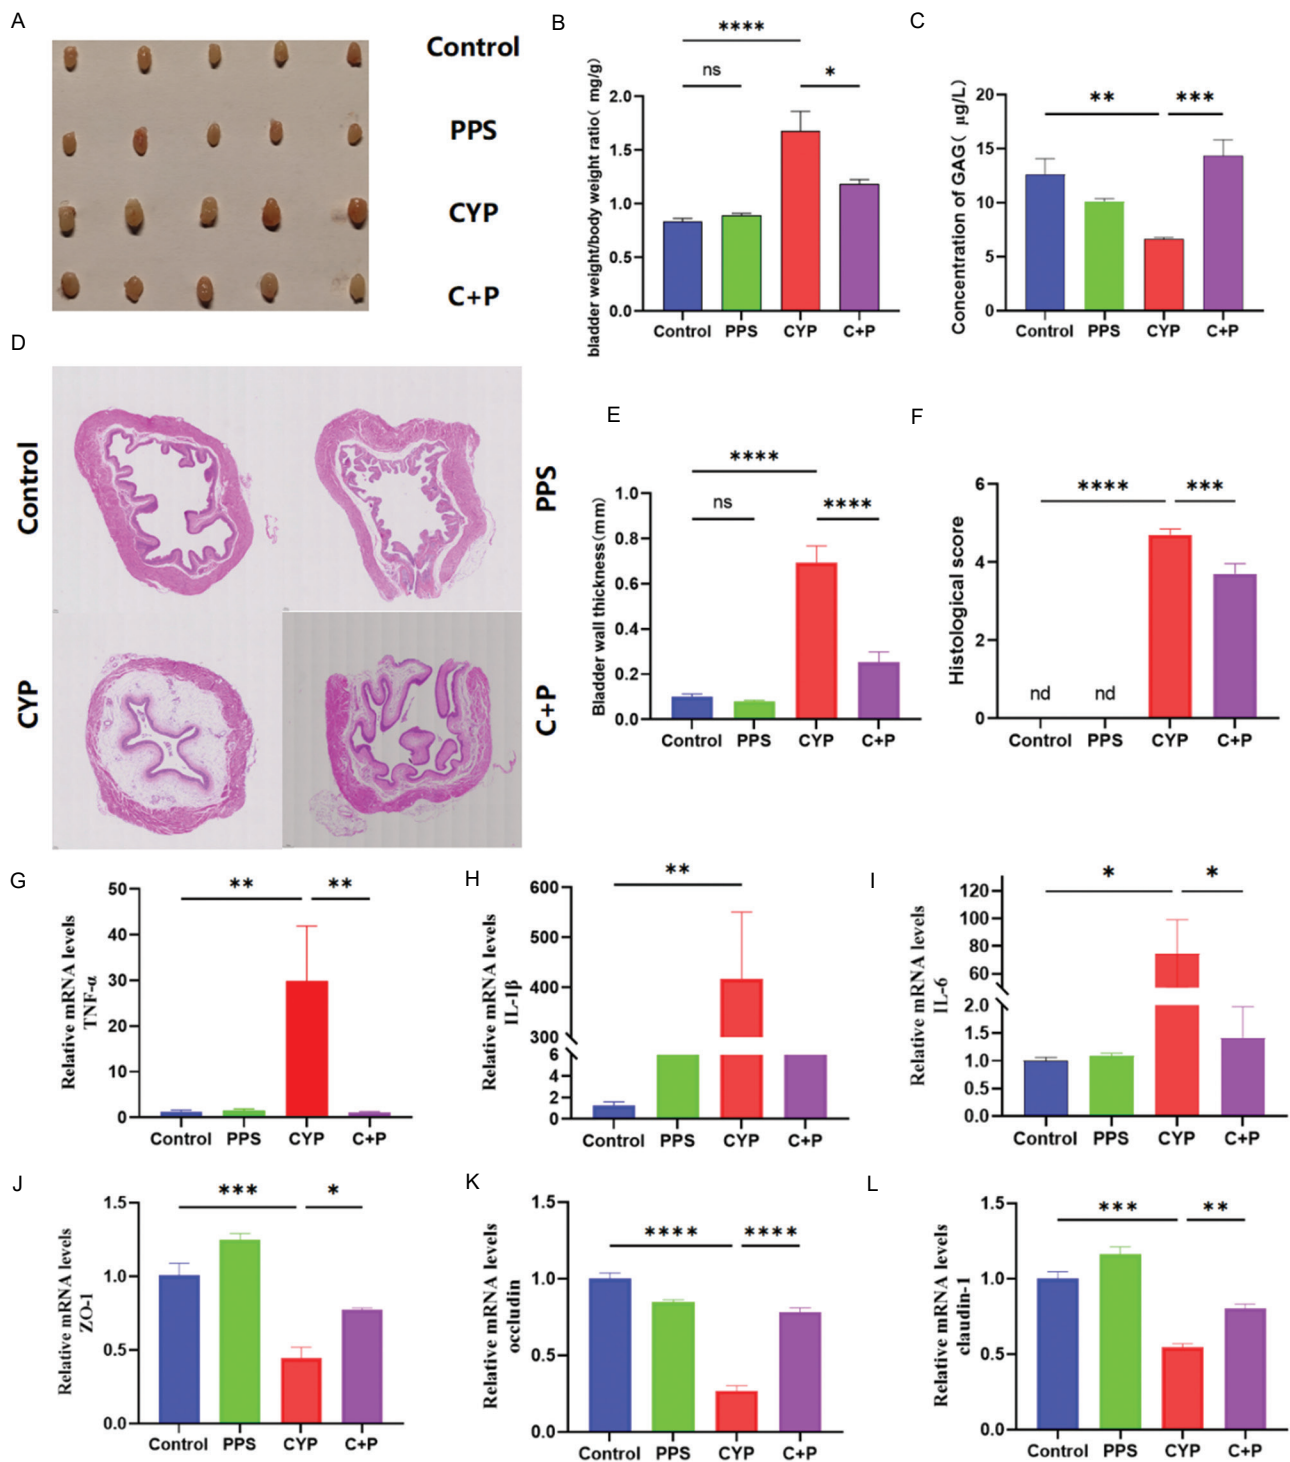 A
Control
PPS
CYP
C+P
B
bladder weight/body weight ratio( mg/g)
2.0
1.5
1.0
0.5
0.0
****
ns
*
Control PPS CYP C+P
C
Concentration of GAG( μg/L)
20
15
10
5
0
** ***
Control PPS CYP C+P
D
Control
PPS
CYP
C+P
E
Bladder wall thickness(mm)
1.0
0.8
0.6
0.4
0.2
0.0
****
ns
****
Control PPS CYP C+P
F
Histological score
6
4
2
0
**** ***
nd nd
Control PPS CYP C+P
G
Relative mRNA levels
TNF-α
50
40
30
20
10
0
** **
Control PPS CYP C+P
H
Relative mRNA levels
IL-1β
600
500
400
300
6
4
2
0
**
Control PPS CYP C+P
I
Relative mRNA levels
IL-6
120
100
80
60
2.0
1.5
1.0
0.5
0.0
* *
Control PPS CYP C+P
J
Relative mRNA levels
ZO-1
1.5
1.0
0.5
0.0
*** *
Control PPS CYP C+P
K
Relative mRNA levels
occludin
1.5
1.0
0.5
0.0
**** ****
Control PPS CYP C+P
L
Relative mRNA levels
claudin-1
1.5
1.0
0.5
0.0
*** **
Control PPS CYP C+P